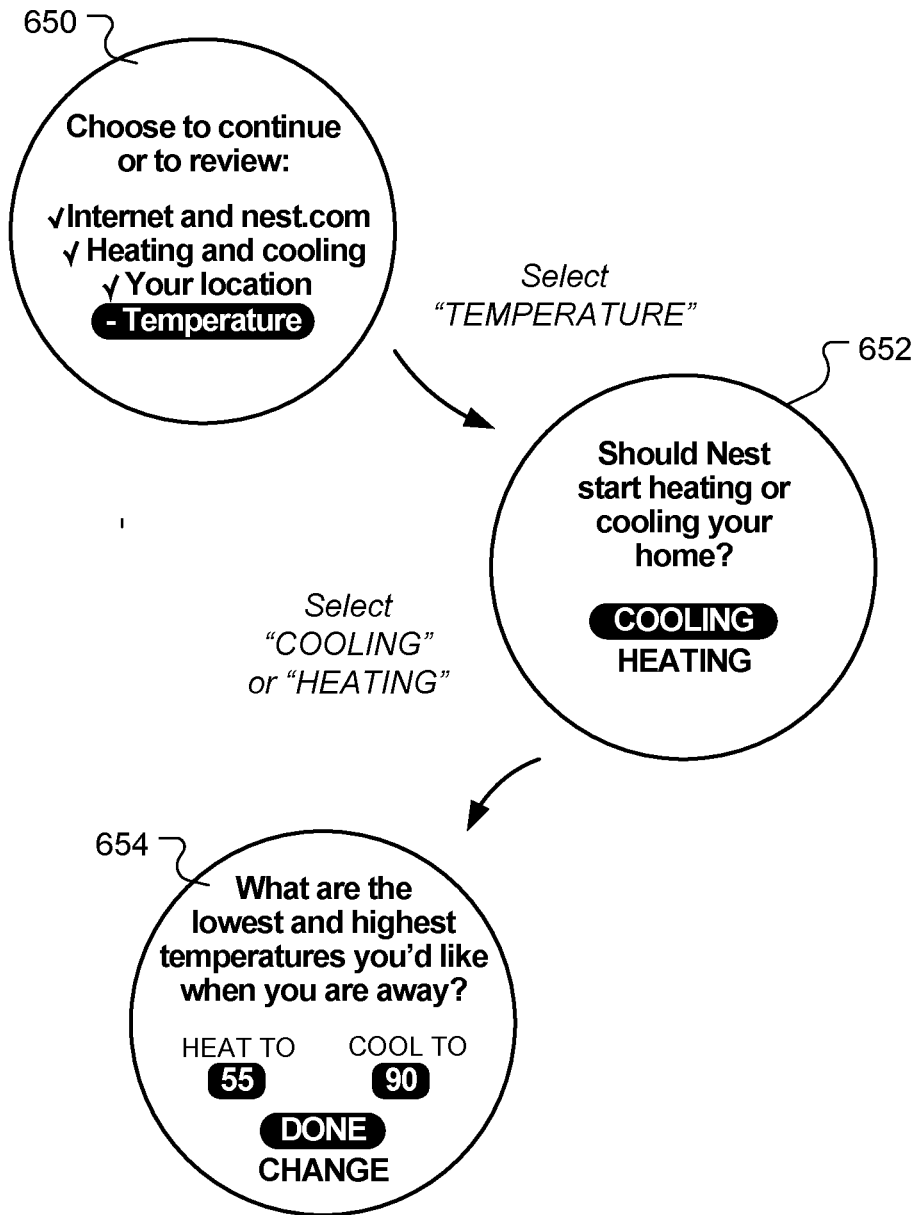 650
Choose to continue
or to review:
√Internet and nest.com
√ Heating and cooling
√ Your location
- Temperature
Select
“TEMPERATURE”
652
Should Nest
start heating or
cooling your
home?
COOLING
HEATING
Select
“COOLING”
or “HEATING”
654
What are the
lowest and highest
temperatures you’d like
when you are away?
HEAT TO COOL TO
55 90
DONE
CHANGE